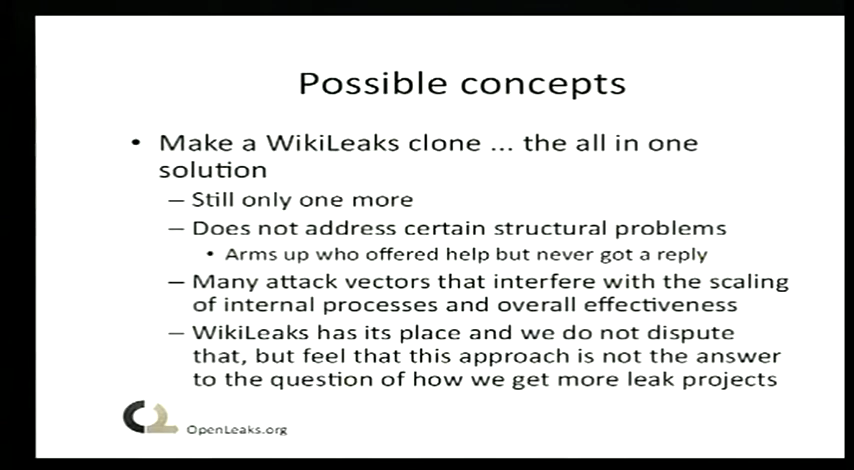 Possible concepts
• Make a WikiLeaks clone ... the all in one
solution
– Still only one more
– Does not address certain structural problems
• Arms up who offered help but never got a reply
– Many attack vectors that interfere with the scaling
of internal processes and overall effectiveness
– WikiLeaks has its place and we do not dispute
that, but feel that this approach is not the answer
to the question of how we get more leak projects
OpenLeaks.org